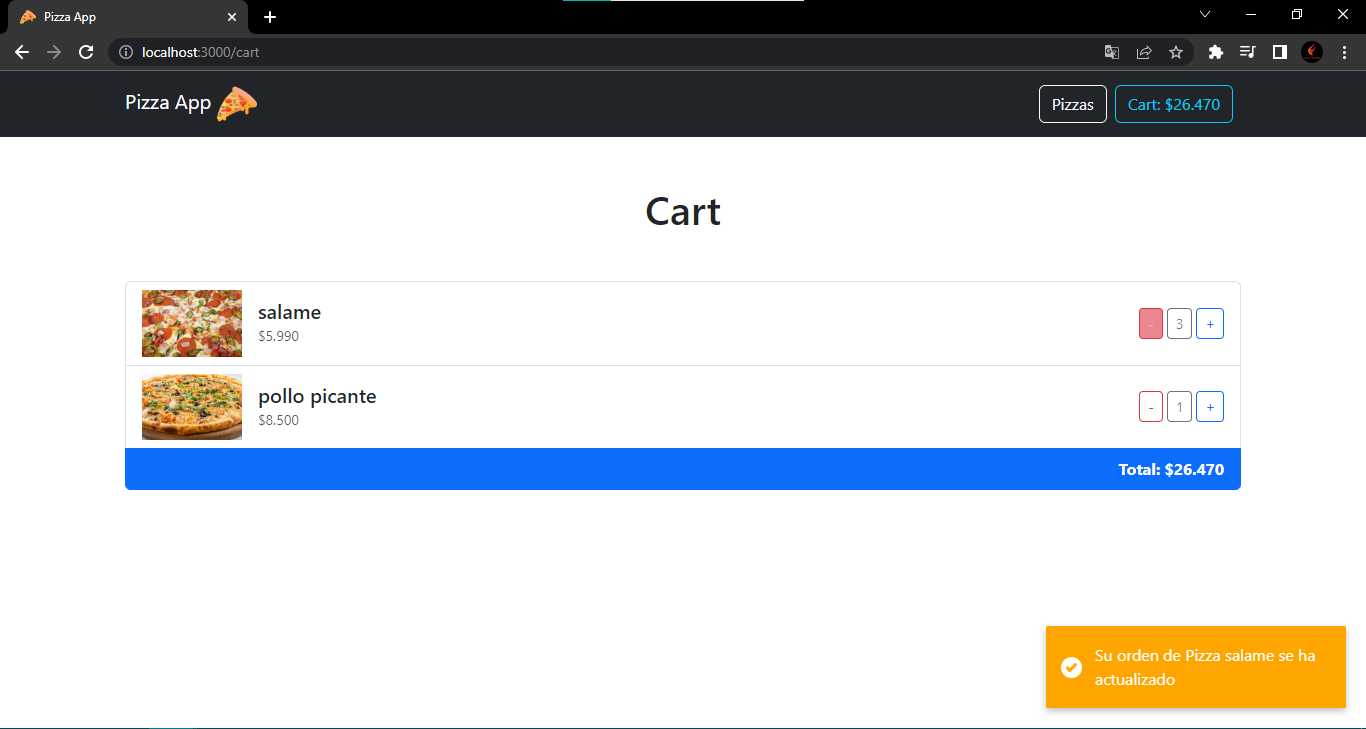 Pizza App
localhost:3000/cart
Pizza App
Pizzas
Cart: $26.470
Cart
salame
$5.990
- 3 +
pollo picante
$8.500
- 1 +
Total: $26.470
Su orden de Pizza salame se ha
actualizado